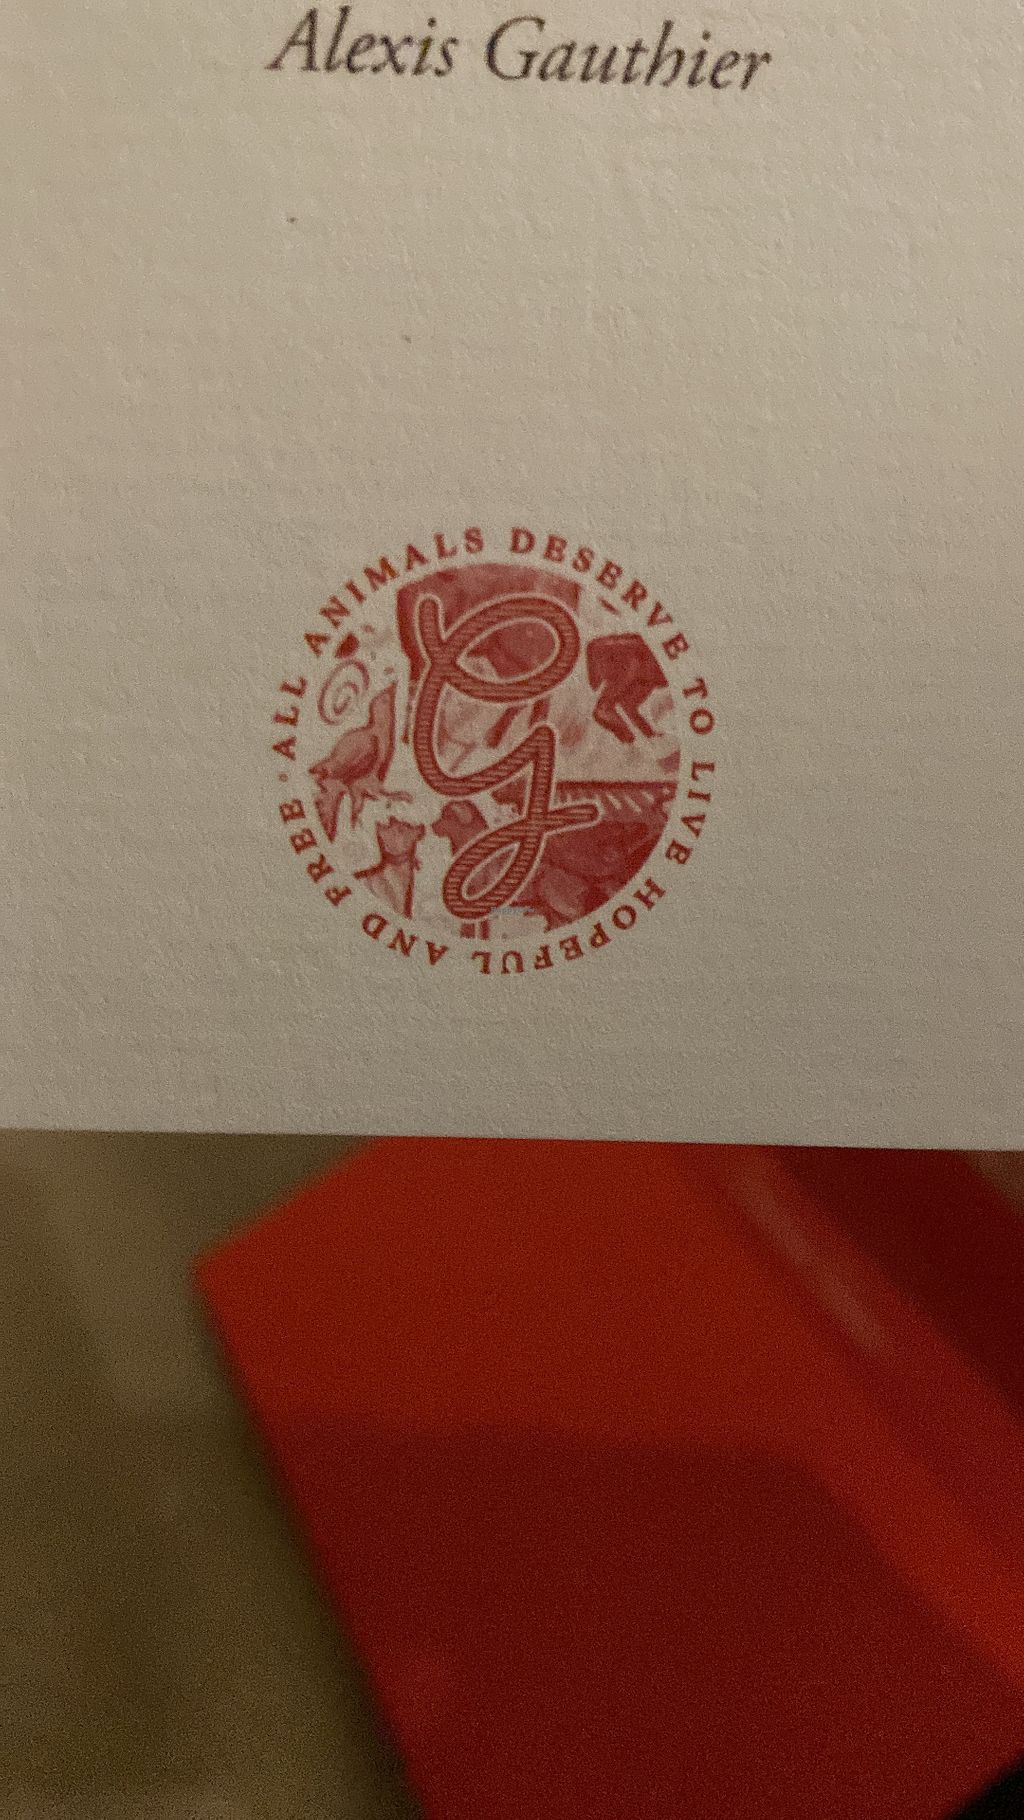 Alexis Gauthier
ALL ANIMALS DESERVE TO LIVE HOPEFUL AND FREE
G